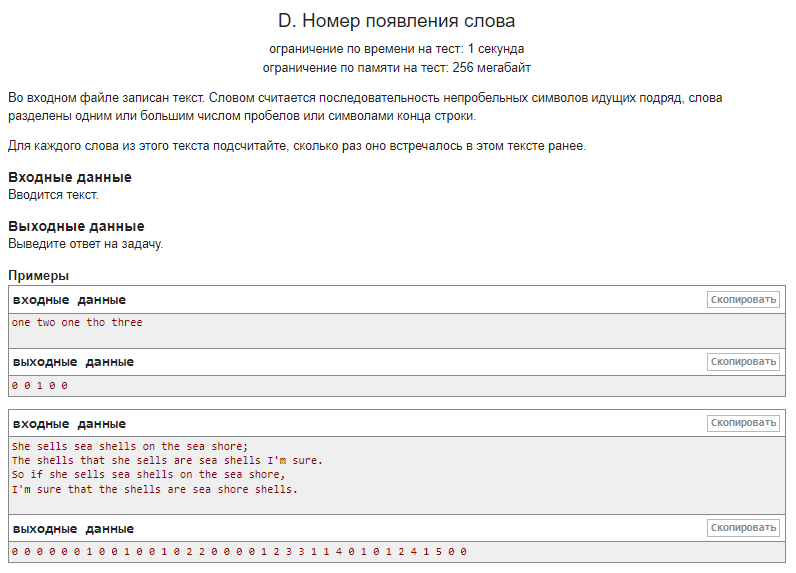 D. Номер появления слова
ограничение по времени на тест: 1 секунда
ограничение по памяти на тест: 256 мегабайт
Во входном файле записан текст. Словом считается последовательность непробельных символов идущих подряд, слова
разделены одним или большим числом пробелов или символами конца строки.
Для каждого слова из этого текста подсчитайте, сколько раз оно встречалось в этом тексте ранее.
Входные данные
Вводится текст.
Выходные данные
Выведите ответ на задачу.
Примеры
входные данные Скопировать
one two one tho three
выходные данные Скопировать
0 0 1 0 0
входные данные Скопировать
She sells sea shells on the sea shore;
The shells that she sells are sea shells I'm sure.
So if she sells sea shells on the sea shore,
I'm sure that the shells are sea shore shells.
выходные данные Скопировать
0 0 0 0 0 0 1 0 0 1 0 0 1 0 2 2 0 0 0 0 1 2 3 3 1 1 4 0 1 0 1 2 4 1 5 0 0